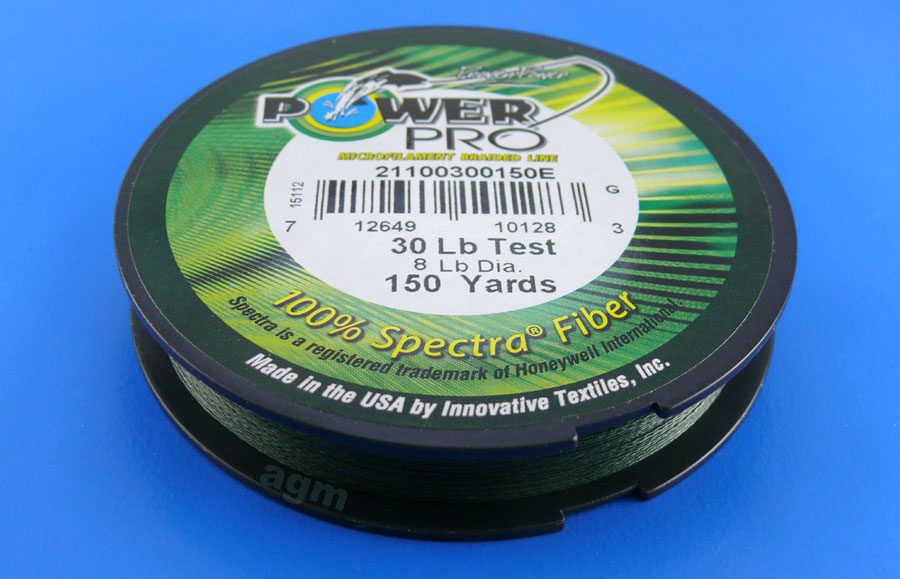 PowerPower
POWER
PRO
MICROFILAMENT BRAIDED LINE
21100300150E
15112
G
7 12649 10128 3
30 Lb Test
8 Lb Dia.
150 Yards
100% Spectra® Fiber
Spectra is a registered trademark of Honeywell International.
Made in the USA by Innovative Textiles, Inc.
agm